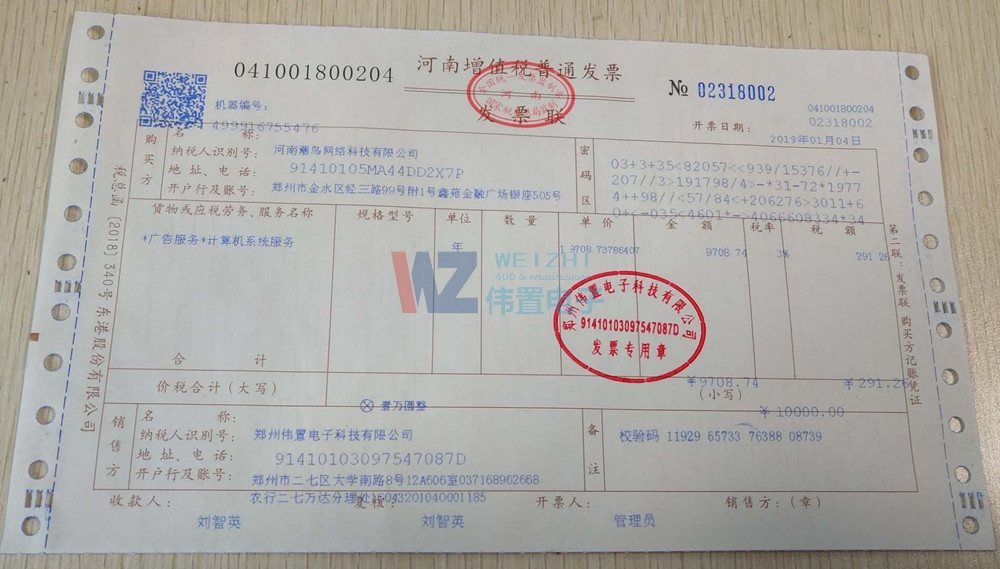 041001800204
河南增值税普通发票
发票联
№ 02318002
041001800204
02318002
机器编号：
499916755476
开票日期：
2019年01月04日
购买方
名 称：
河南潮鸟网络科技有限公司
纳税人识别号：
91410105MA44DD2X7P
地 址、电 话：
郑州市金水区经三路99号附1号鑫苑金融广场银座505号
开户行及账号：
密码区
03+3+35<82057<<939/15376//+-
207//3>191798/4>-*31-72*1977
4++98//<57/84<+206276>3011+6
0+<-035<4601*->4066608334*34
货物或应税劳务、服务名称 规格型号 单位 数 量 单 价 金 额 税率 税 额
*广告服务*计算机系统服务 年 1 9708.73786407 9708.74 3% 291.26
WZ
WEIZHI
400 & WEBDESIGN
伟置电子
郑州伟置电子科技有限公司
91410103097547087D
发票专用章
合 计
¥9708.74 ¥291.26
价税合计（大写）
ⓧ 壹万圆整
（小写）
¥10000.00
销售方
名 称：
郑州伟置电子科技有限公司
纳税人识别号：
91410103097547087D
地 址、电 话：
郑州市二七区大学南路8号12A606室037168962668
开户行及账号：
农行二七万达分理处15043201040001185
备注
校验码 11929 65733 76388 08739
收款人：
刘智英
复核：
刘智英
开票人：
管理员
销售方：（章）
税总函［2018］340号东港股份有限公司
第二联：发票联 购买方记账凭证